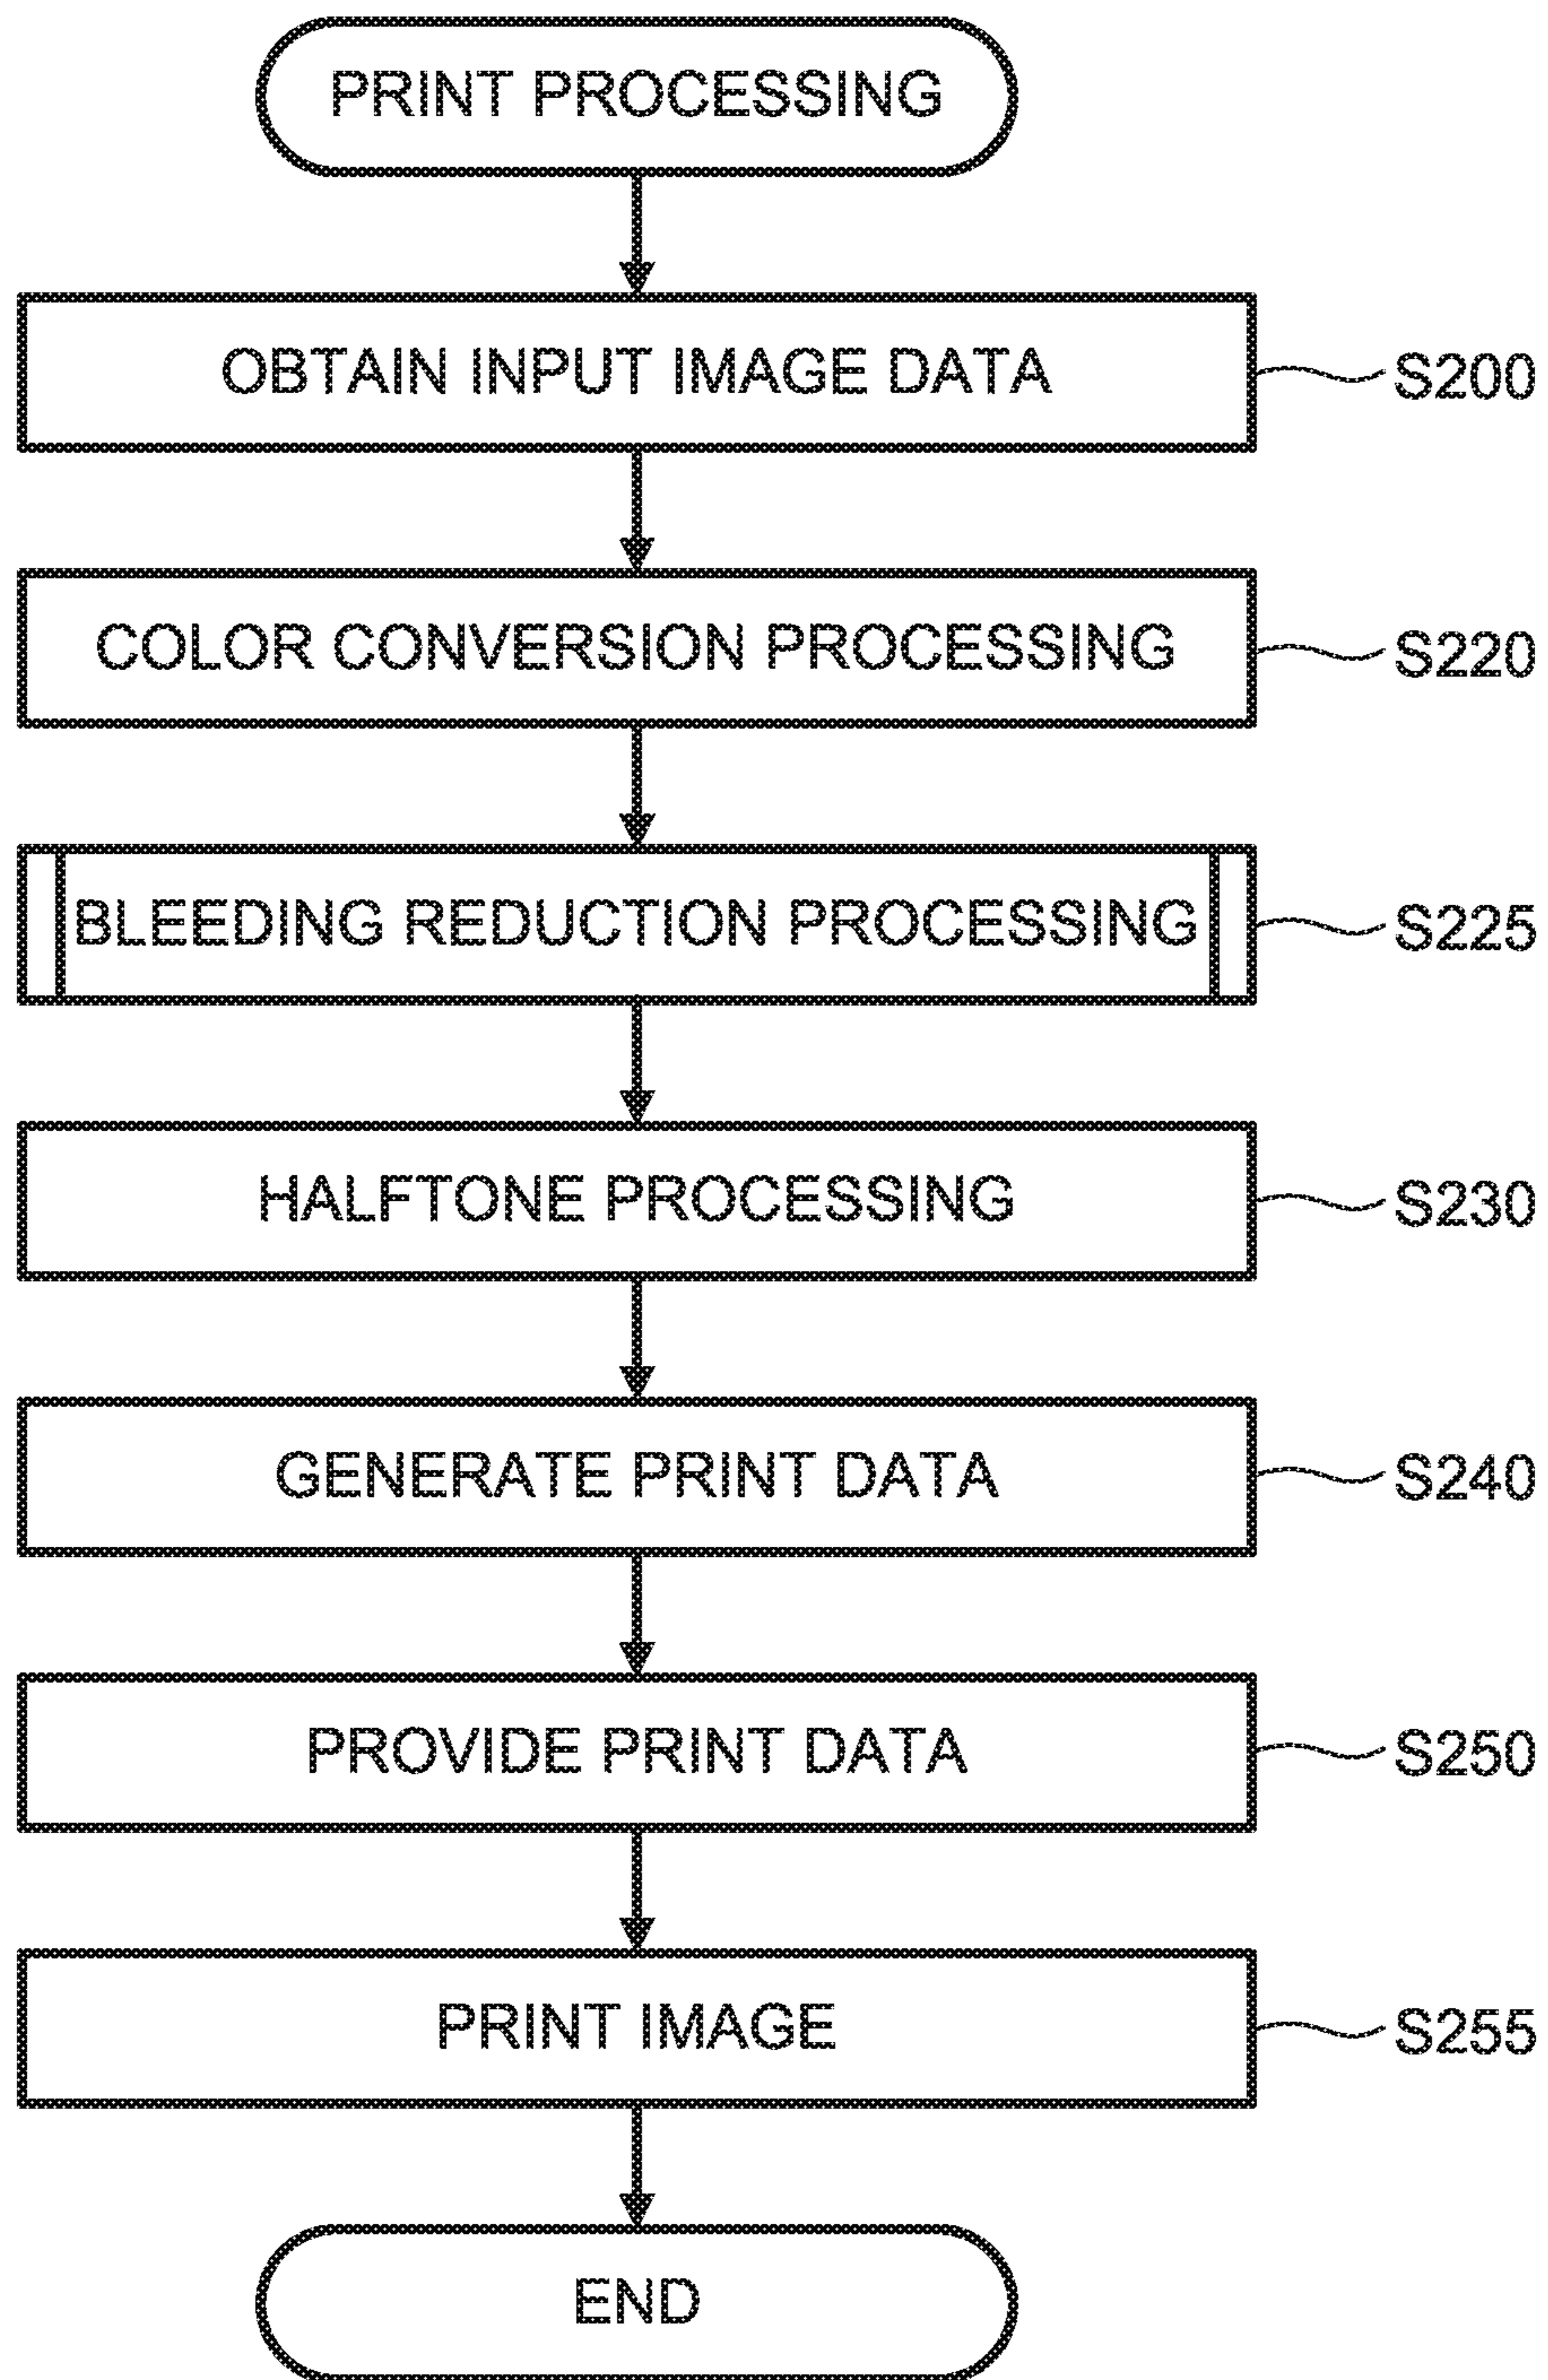 PRINT PROCESSING
OBTAIN INPUT IMAGE DATA
S200
COLOR CONVERSION PROCESSING
S220
BLEEDING REDUCTION PROCESSING
S225
HALFTONE PROCESSING
S230
GENERATE PRINT DATA
S240
PROVIDE PRINT DATA
S250
PRINT IMAGE
S255
END